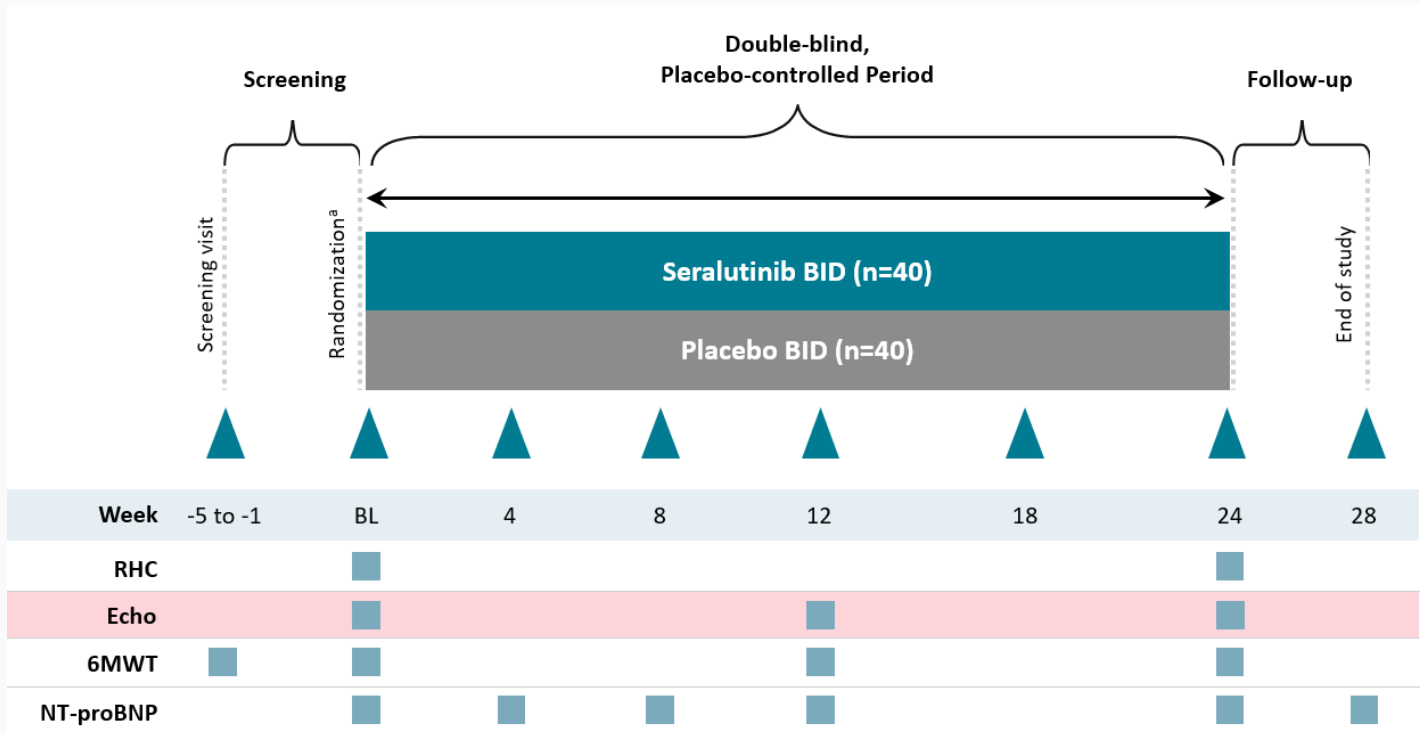 Double-blind,
Placebo-controlled Period
Screening
Follow-up
Screening visit
Randomizationᵃ
End of study
Seralutinib BID (n=40)
Placebo BID (n=40)
Week -5 to -1 BL 4 8 12 18 24 28
RHC
Echo
6MWT
NT-proBNP